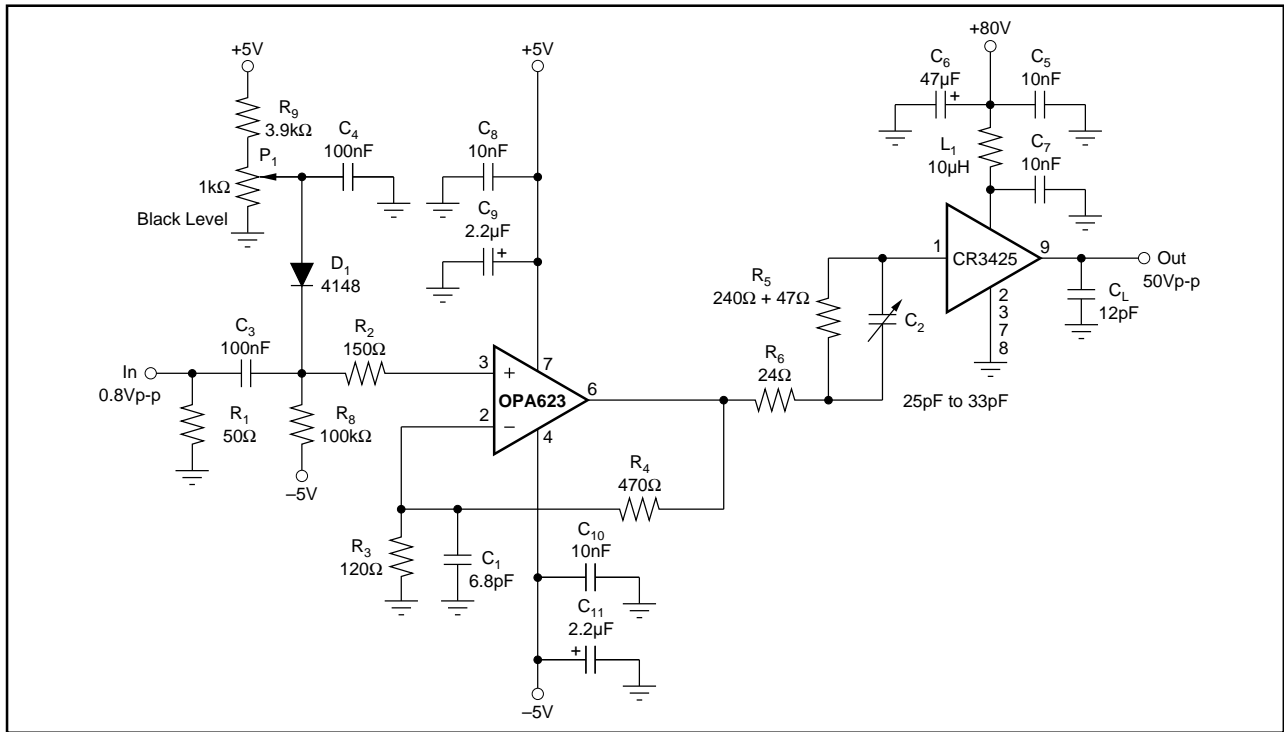 +5V
R9
3.9kΩ
P1
1kΩ
Black Level
C4
100nF
D1
4148
In
0.8Vp-p
C3
100nF
R1
50Ω
R8
100kΩ
–5V
R2
150Ω
+5V
C8
10nF
C9
2.2µF
+
3
+
2
–
OPA623
7
4
6
R3
120Ω
C1
6.8pF
R4
470Ω
C10
10nF
C11
2.2µF
+
–5V
R6
24Ω
R5
240Ω + 47Ω
C2
25pF to 33pF
+80V
C6
47µF
+
C5
10nF
L1
10µH
C7
10nF
1
CR3425
9
2
3
7
8
Out
50Vp-p
CL
12pF